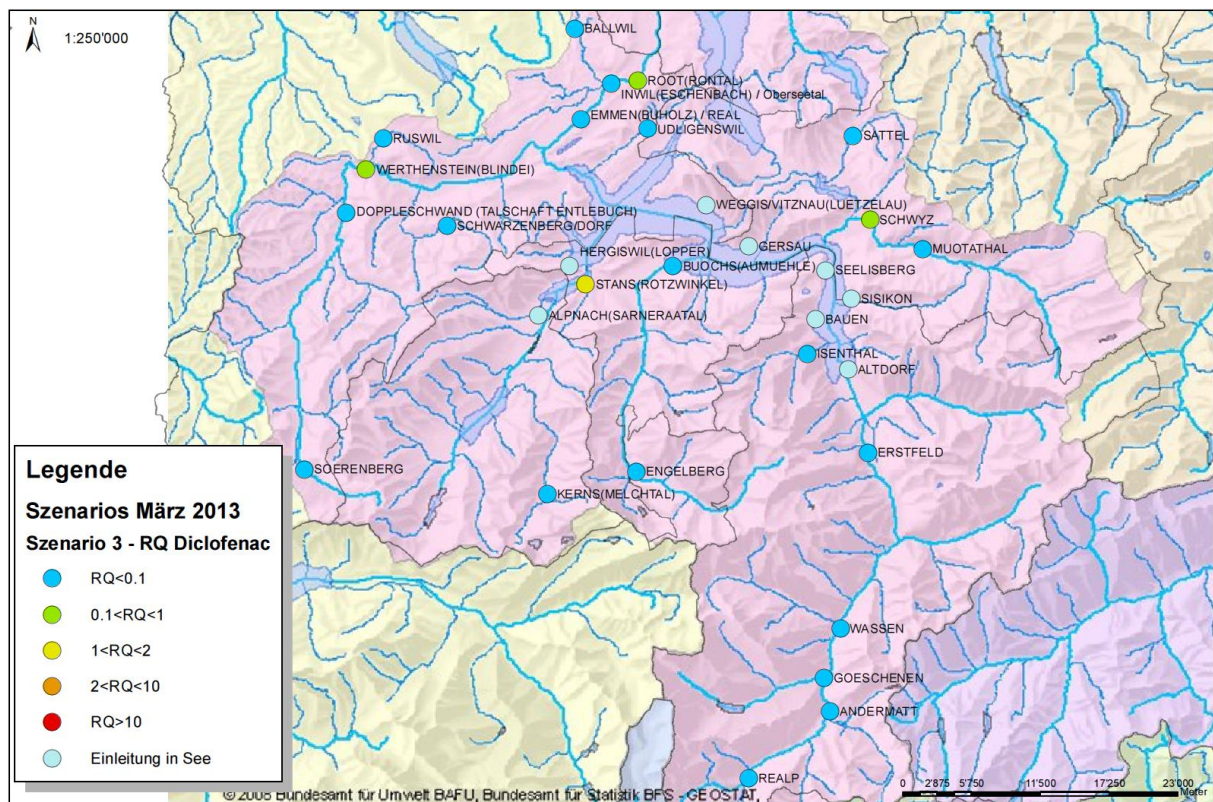 N
1:250'000
BALLWIL
ROOT(RONTAL)
INWIL(ESCHENBACH) / Oberseetal
EMMEN(BUHOLZ) / REAL
UDLIGENSWIL
RUSWIL
SATTEL
WERTHENSTEIN(BLINDEI)
DOPPLESCHWAND (TALSCHAFT ENTLEBUCH)
WEGGIS/VITZNAU(LUETZELAU)
SCHWARZENBERG/DORF
SCHWYZ
HERGISWIL(LOPPER)
GERSAU
MUOTATHAL
BUOCHS(AUMUEHLE)
SEELISBERG
STANS(ROTZWINKEL)
SISIKON
ALPNACH(SARNERAATAL)
BAUEN
ISENTHAL
ALTDORF
ERSTFELD
SOERENBERG
ENGELBERG
KERNS(MELCHTAL)
WASSEN
GOESCHENEN
ANDERMATT
REALP
Legende
Szenarios März 2013
Szenario 3 - RQ Diclofenac
RQ<0.1
0.1<RQ<1
1<RQ<2
2<RQ<10
RQ>10
Einleitung in See
0 2'875 5'750 11'500 17'250 23'000
Meter
© 2008 Bundesamt für Umwelt BAFU, Bundesamt für Statistik BFS - GEOSTAT,